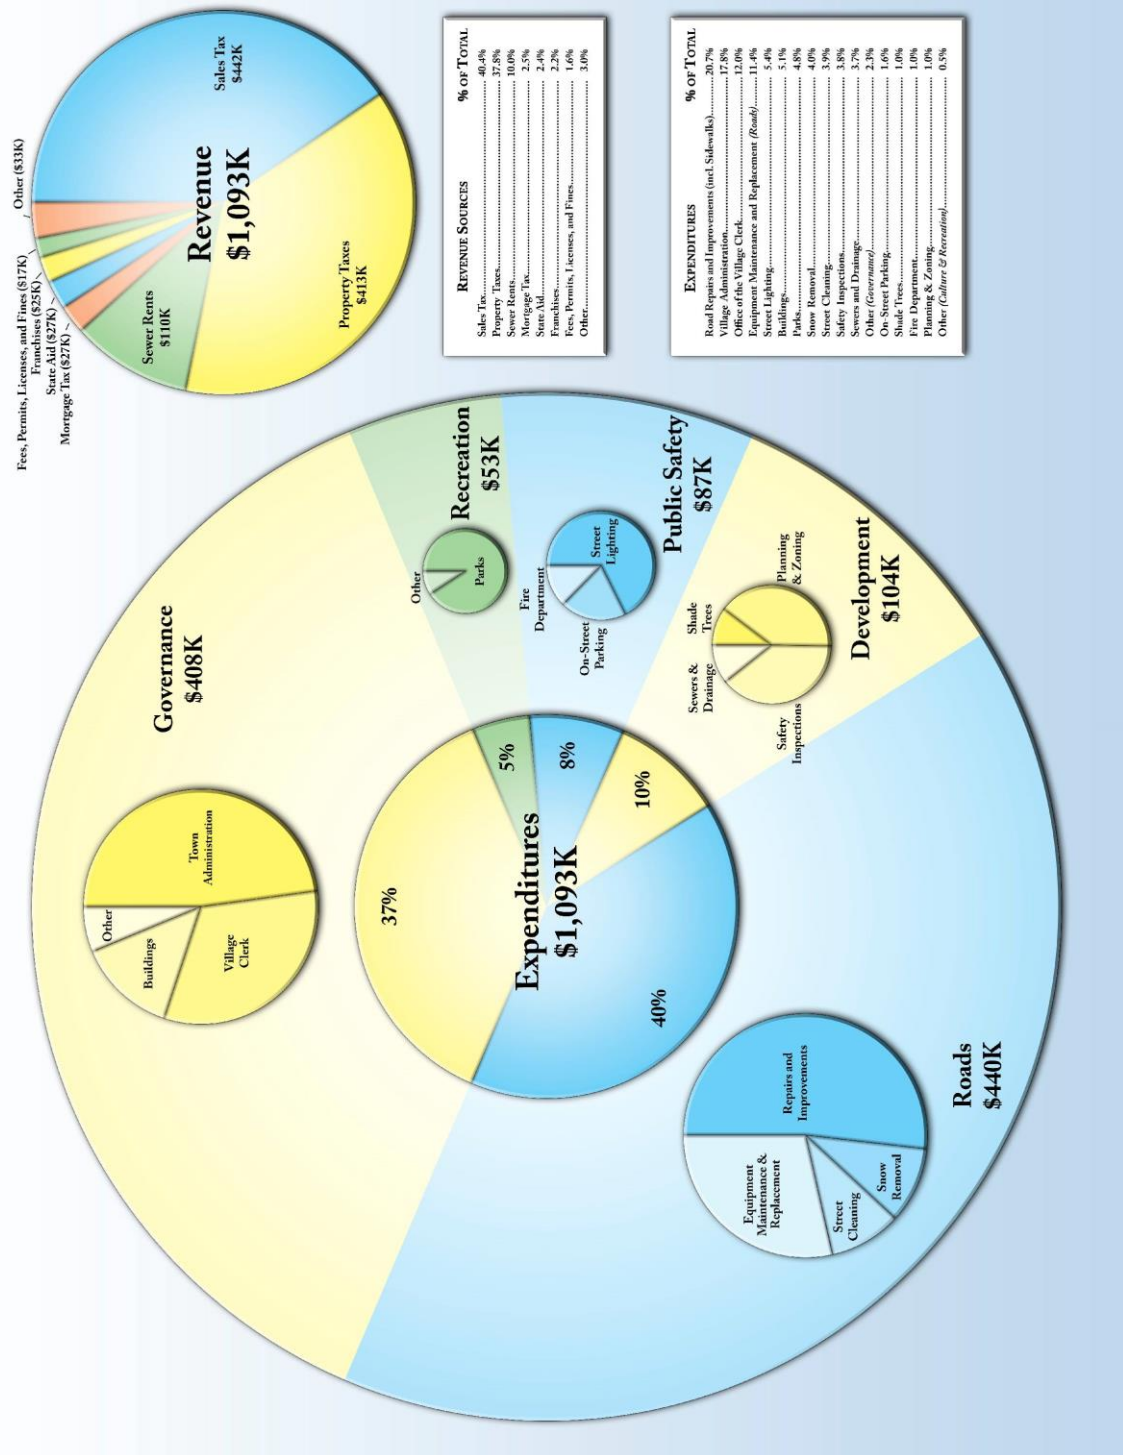 Governance
$408K
Other
Buildings
Village
Clerk
Town
Administration
Recreation
$53K
Other
Parks
Public Safety
$87K
Fire
Department
Street
Lighting
On-Street
Parking
Development
$104K
Sewers &
Drainage
Shade
Trees
Planning
& Zoning
Safety
Inspections
Roads
$440K
Equipment
Maintenance &
Replacement
Repairs and
Improvements
Street
Cleaning
Snow
Removal
Expenditures
$1,093K
37%
5%
8%
10%
40%
Fees, Permits, Licenses, and Fines ($17K)
Franchises ($25K)
State Aid ($27K)
Mortgage Tax ($27K)
Other ($33K)
Sewer Rents
$110K
Revenue
$1,093K
Sales Tax
$442K
Property Taxes
$413K
REVENUE SOURCES % OF TOTAL
Sales Tax 40.4%
Property Taxes 37.8%
Sewer Rents 10.0%
Mortgage Tax 2.5%
State Aid 2.4%
Franchises 2.2%
Fees, Permits, Licenses, and Fines 1.6%
Other 3.0%
EXPENDITURES % OF TOTAL
Road Repairs and Improvements (incl. Sidewalks) 20.7%
Village Administration 17.8%
Office of the Village Clerk 12.0%
Equipment Maintenance and Replacement (Roads) 11.4%
Street Lighting 5.4%
Buildings 5.1%
Parks 4.8%
Snow Removal 4.0%
Street Cleaning 3.9%
Safety Inspections 3.8%
Sewers and Drainage 3.7%
Other (Governance) 2.3%
On-Street Parking 1.6%
Shade Trees 1.0%
Fire Department 1.0%
Planning & Zoning 1.0%
Other (Culture & Recreation) 0.5%